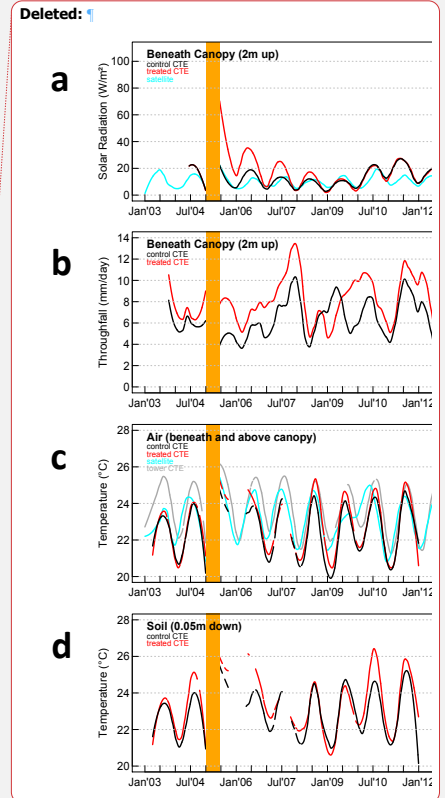 Deleted: ¶
a
Beneath Canopy (2m up)
control CTE
treated CTE
satellite
Solar Radiation (W/m²)
100
80
60
40
20
0
Jan'03 Jul'04 Jan'06 Jul'07 Jan'09 Jul'10 Jan'12
b
Beneath Canopy (2m up)
control CTE
treated CTE
Throughfall (mm/day)
14
12
10
8
6
4
2
0
Jan'03 Jul'04 Jan'06 Jul'07 Jan'09 Jul'10 Jan'12
c
Air (beneath and above canopy)
control CTE
treated CTE
satellite
tower CTE
Temperature (°C)
28
26
24
22
20
Jan'03 Jul'04 Jan'06 Jul'07 Jan'09 Jul'10 Jan'12
d
Soil (0.05m down)
control CTE
treated CTE
Temperature (°C)
28
26
24
22
20
Jan'03 Jul'04 Jan'06 Jul'07 Jan'09 Jul'10 Jan'12